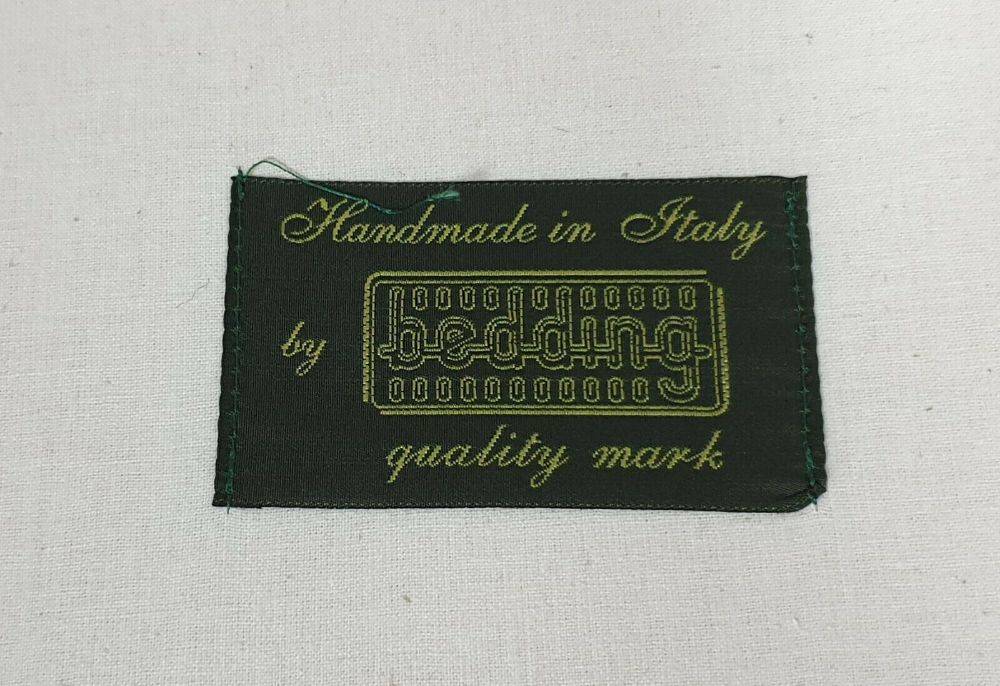 Handmade in Italy
by bedding
quality mark